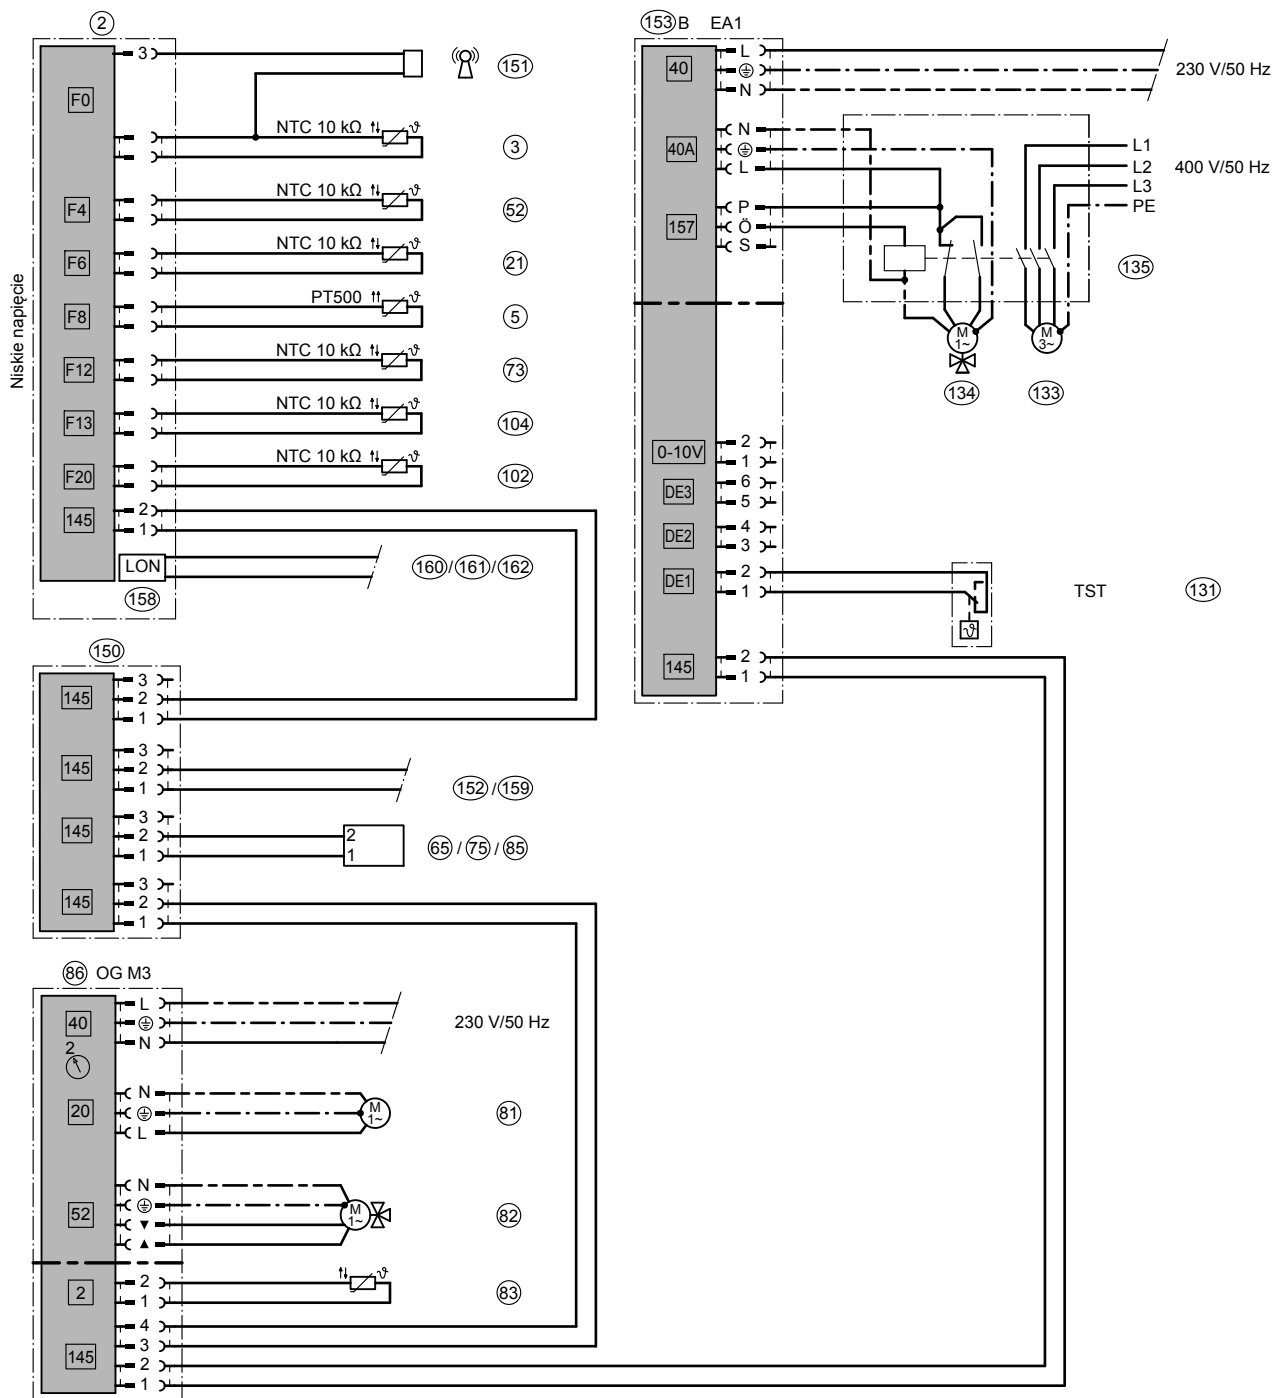 2
Niskie napięcie
3
F0
151
NTC 10 kΩ ϑ
3
F4
NTC 10 kΩ ϑ
52
F6
NTC 10 kΩ ϑ
21
F8
PT500 ϑ
5
F12
NTC 10 kΩ ϑ
73
F13
NTC 10 kΩ ϑ
104
F20
NTC 10 kΩ ϑ
102
145
2
1
LON
160/161/162
158
150
145
3
2
1
145
3
2
1
152/159
145
3
2
1
2
1
65/75/85
145
3
2
1
86 OG M3
40
L
N
230 V/50 Hz
2
20
N
L
M
1~
81
52
N
▼
▲
M
1~
82
2
2
1
ϑ
83
145
4
3
2
1
153 B EA1
40
L
N
230 V/50 Hz
40A
N
L
L1
L2
L3
PE
400 V/50 Hz
157
P
Ö
S
135
M
1~
M
3~
134
133
0-10V
2
1
DE3
6
5
DE2
4
3
DE1
2
1
ϑ
TST
131
145
2
1